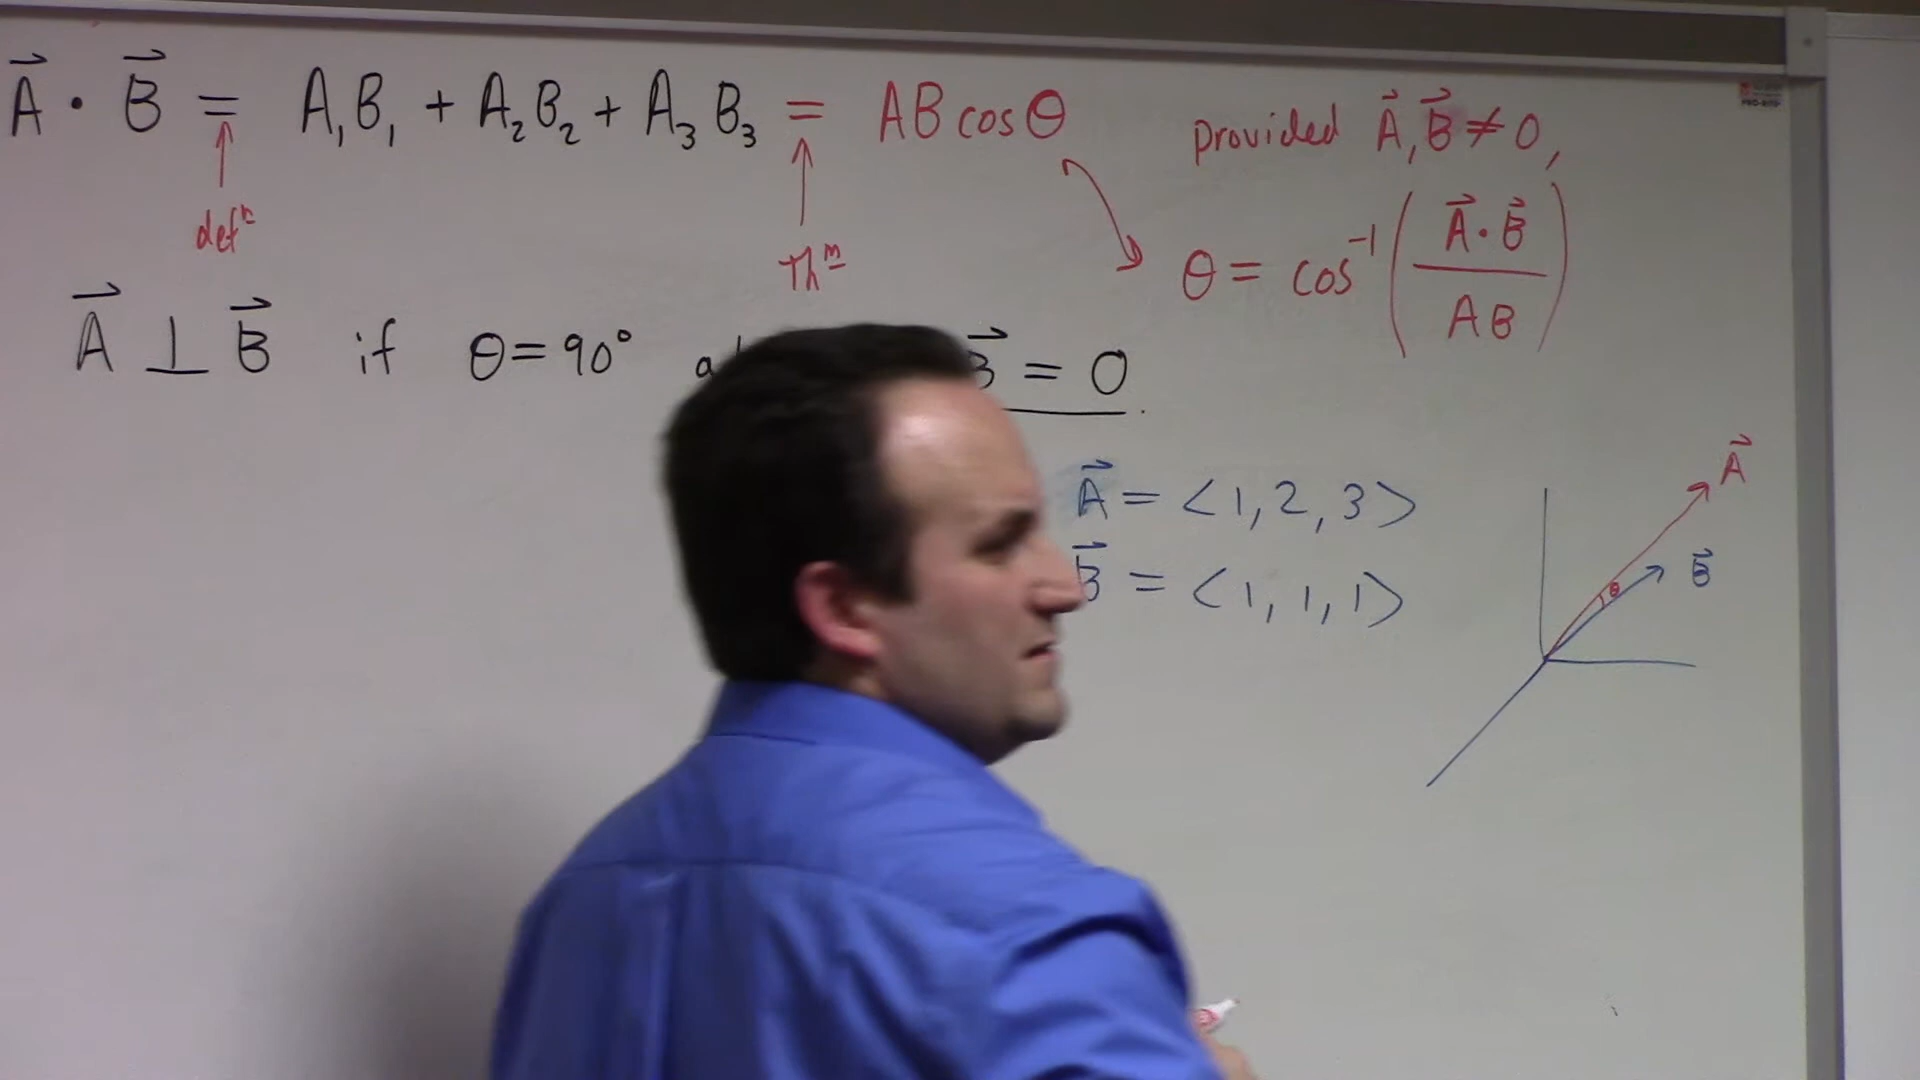 A⃗ · B⃗ = A₁B₁ + A₂B₂ + A₃B₃ = AB cos θ
provided A⃗, B⃗ ≠ 0,
defⁿ
Thᵐ
θ = cos⁻¹ (A⃗·B⃗ / AB)
A⃗ ⊥ B⃗ if θ = 90° B⃗ = 0.
A⃗ = <1, 2, 3>
B⃗ = <1, 1, 1>
A⃗
B⃗
θ